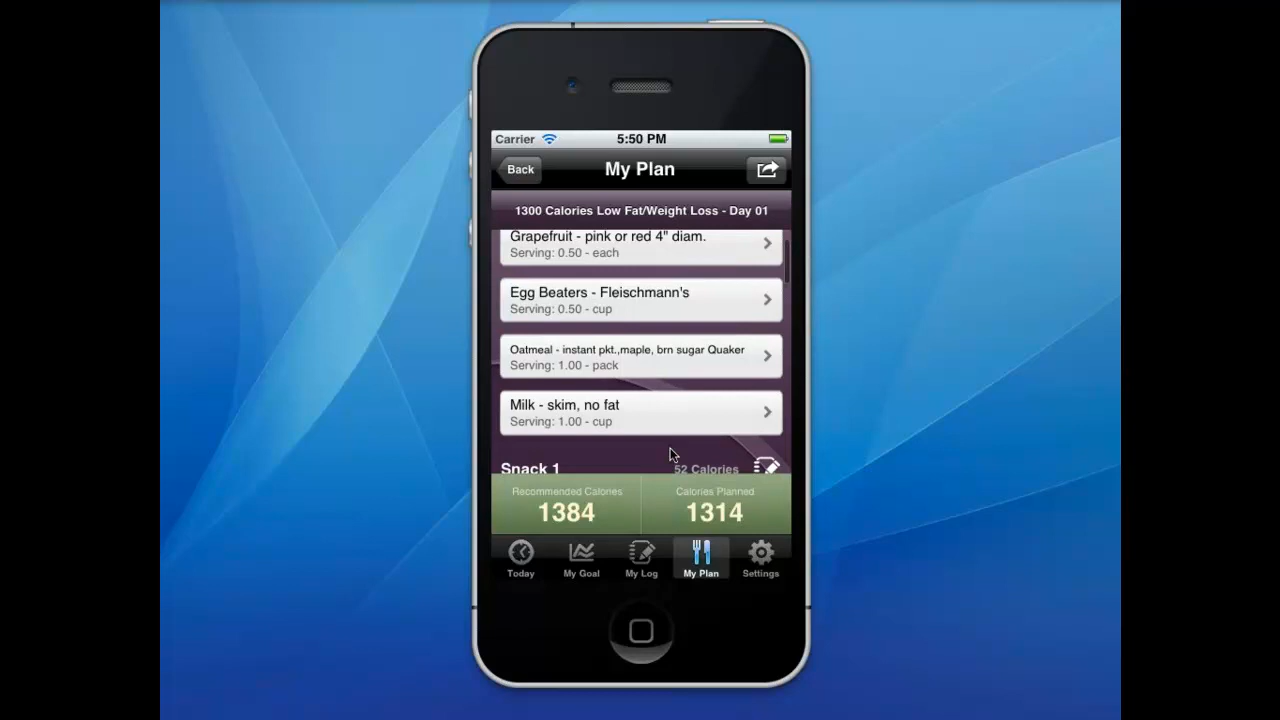 Carrier
5:50 PM
Back
My Plan
1300 Calories Low Fat/Weight Loss - Day 01
Grapefruit - pink or red 4" diam.
Serving: 0.50 - each
Egg Beaters - Fleischmann's
Serving: 0.50 - cup
Oatmeal - instant pkt.,maple, brn sugar Quaker
Serving: 1.00 - pack
Milk - skim, no fat
Serving: 1.00 - cup
Snack 1
52 Calories
Recommended Calories
1384
Calories Planned
1314
Today
My Goal
My Log
My Plan
Settings